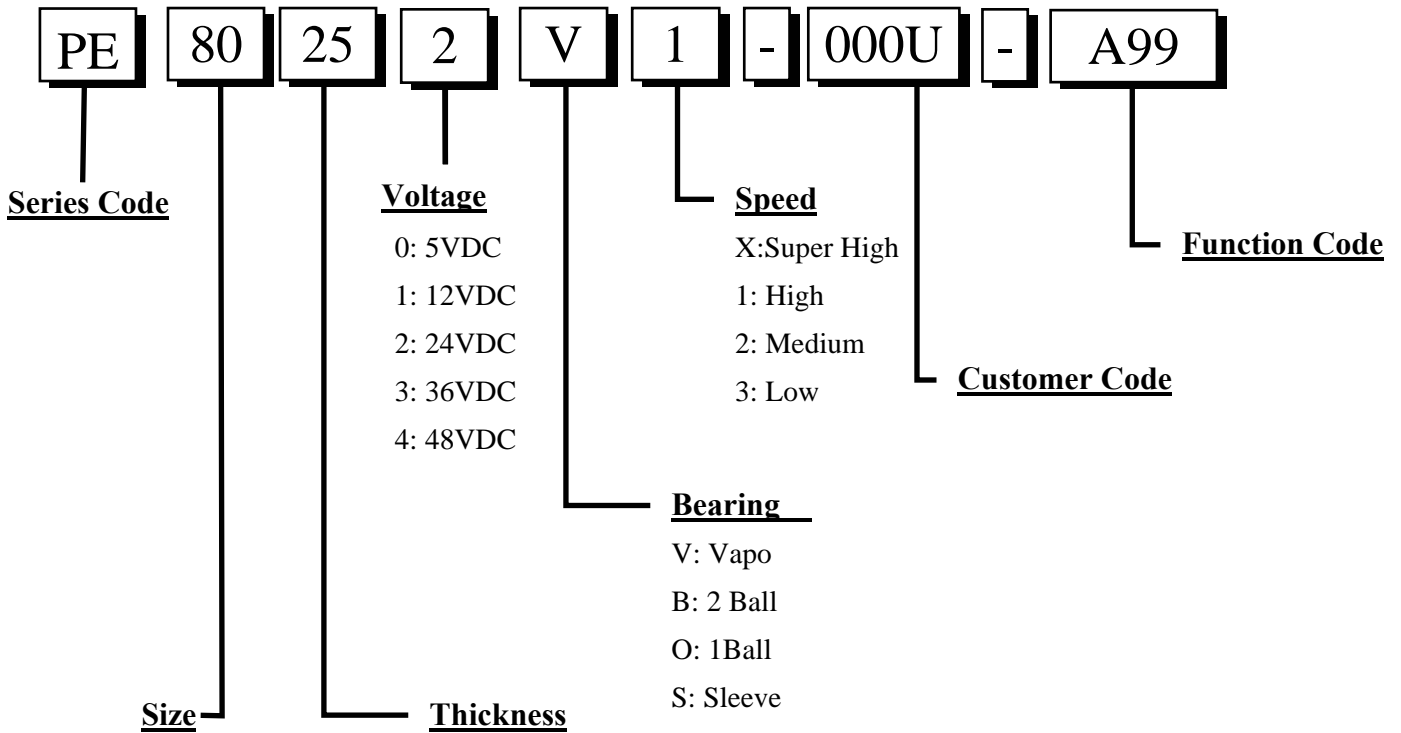 PE 80 25 2 V 1 - 000U - A99
Series Code
Voltage
0: 5VDC
1: 12VDC
2: 24VDC
3: 36VDC
4: 48VDC
Speed
X:Super High
1: High
2: Medium
3: Low
Function Code
Customer Code
Bearing
V: Vapo
B: 2 Ball
O: 1Ball
S: Sleeve
Size
Thickness